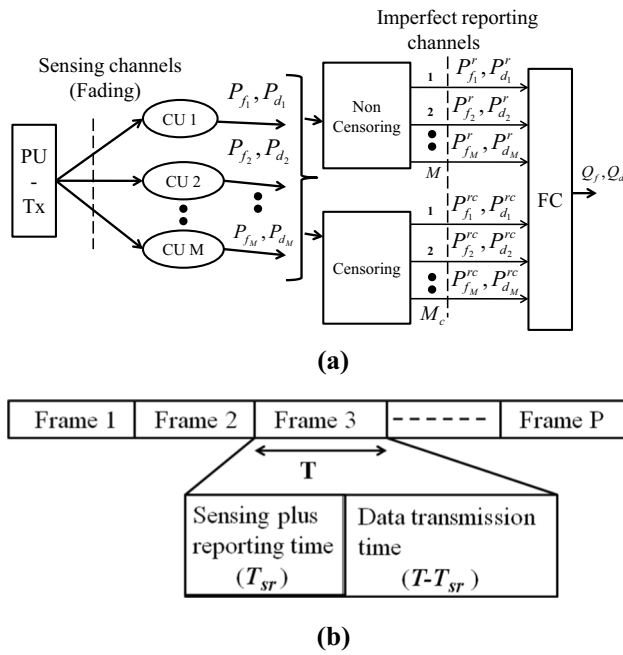 Imperfect reporting
channels
Sensing channels
(Fading)
PU
-
Tx
CU 1
CU 2
CU M
P_{f_1}, P_{d_1}
P_{f_2}, P_{d_2}
P_{f_M}, P_{d_M}
Non
Censoring
Censoring
1 P^r_{f_1}, P^r_{d_1}
2 P^r_{f_2}, P^r_{d_2}
P^r_{f_M}, P^r_{d_M}
M
1 P^{rc}_{f_1}, P^{rc}_{d_1}
2 P^{rc}_{f_2}, P^{rc}_{d_2}
P^{rc}_{f_M}, P^{rc}_{d_M}
M_c
FC
Q_f, Q_d
(a)
Frame 1 Frame 2 Frame 3 Frame P
T
Sensing plus
reporting time
(T_{sr})
Data transmission
time
(T-T_{sr})
(b)